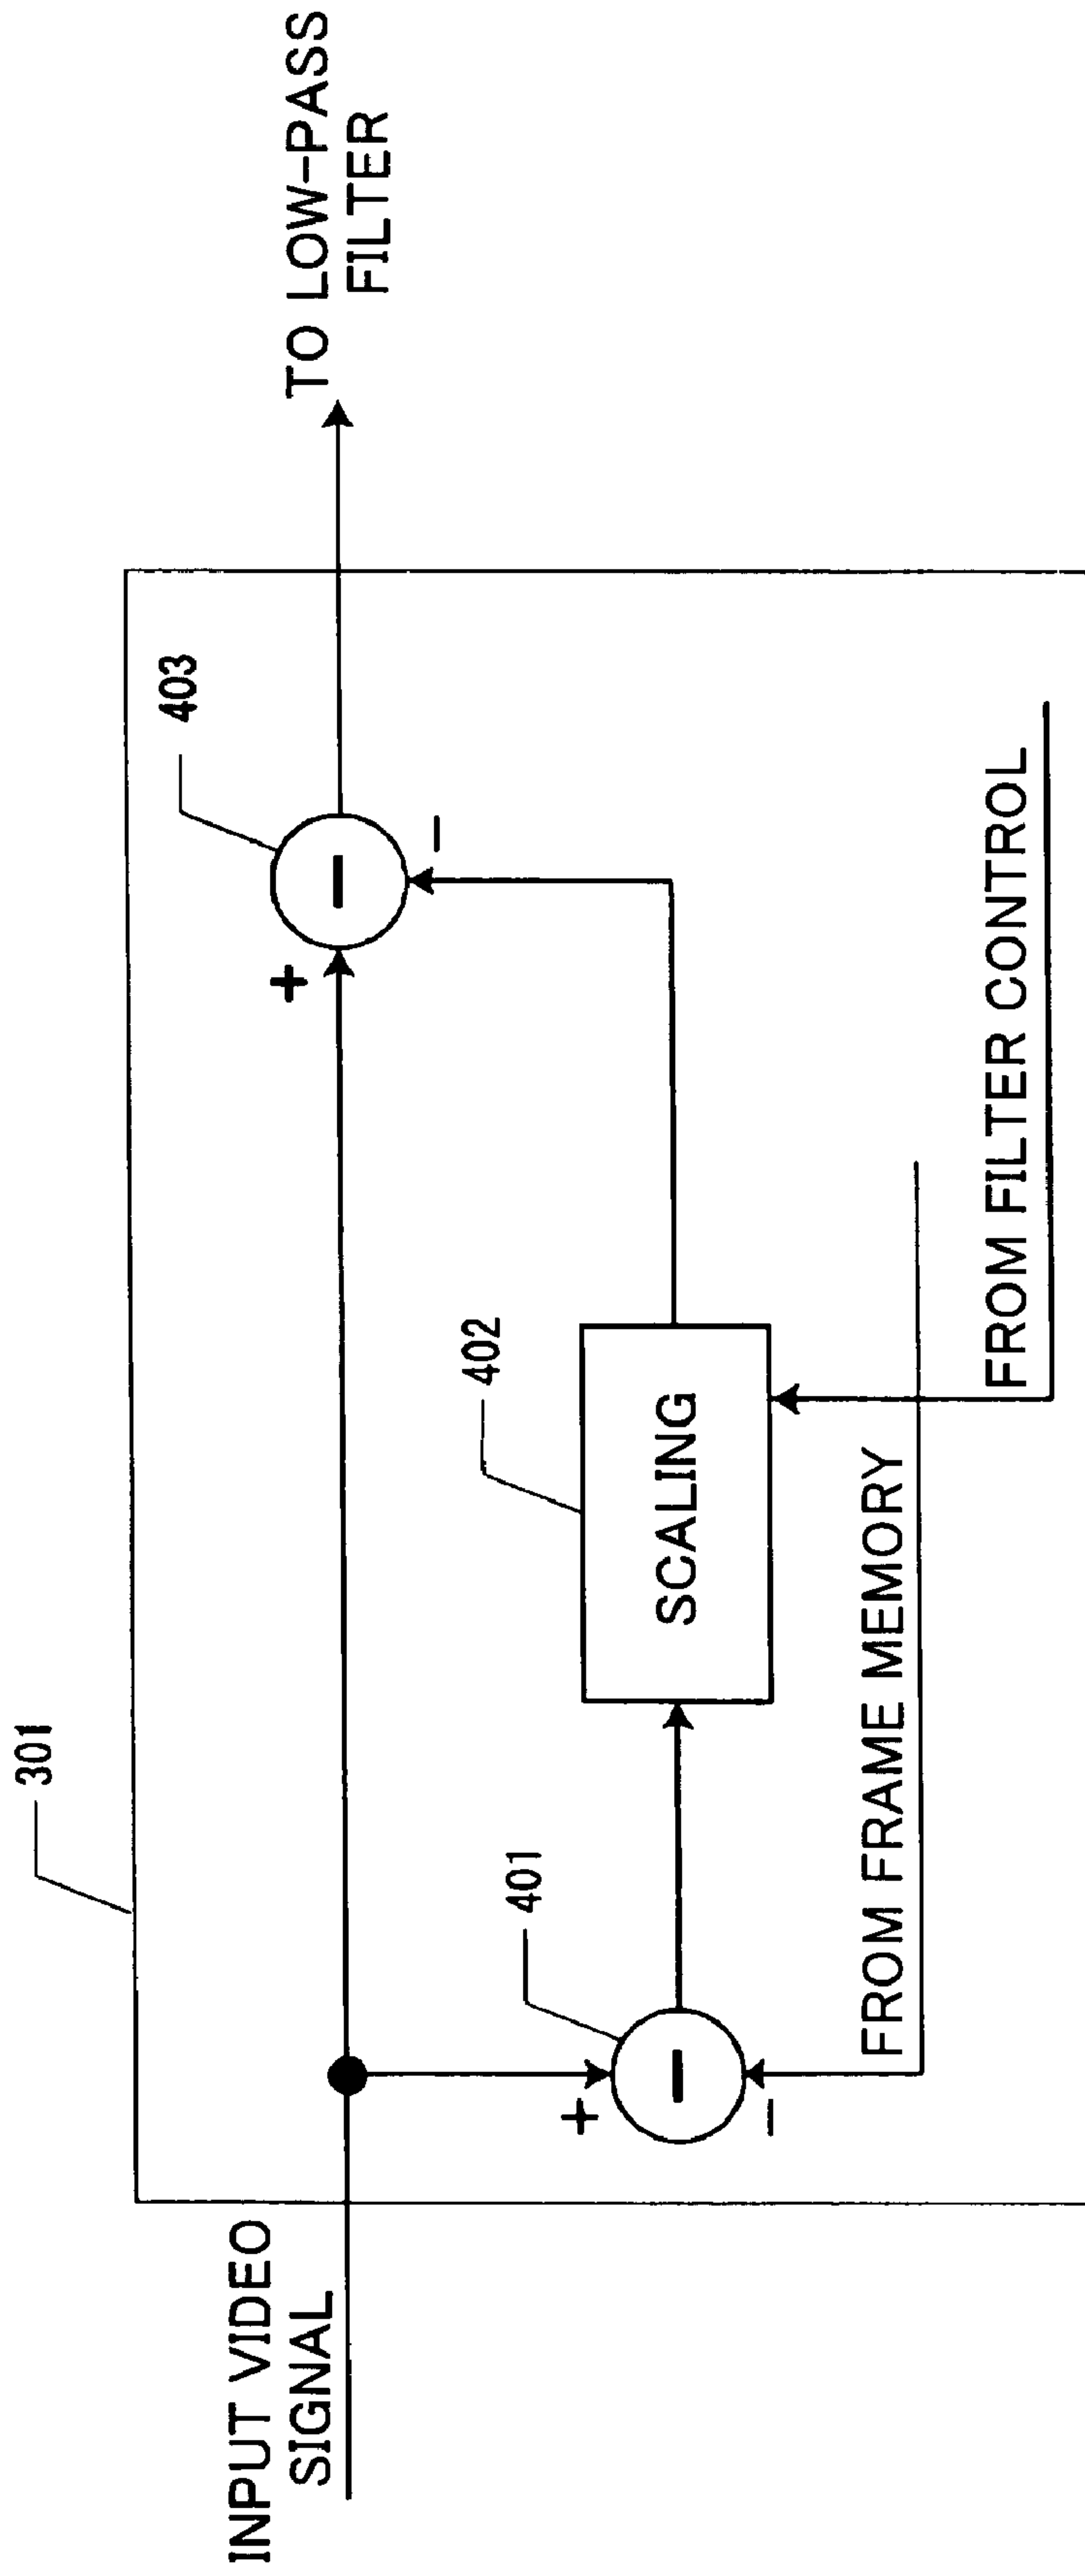 301
INPUT VIDEO
SIGNAL
+
−
403
TO LOW-PASS
FILTER
401
+
−
−
402
SCALING
−
FROM FRAME MEMORY
FROM FILTER CONTROL